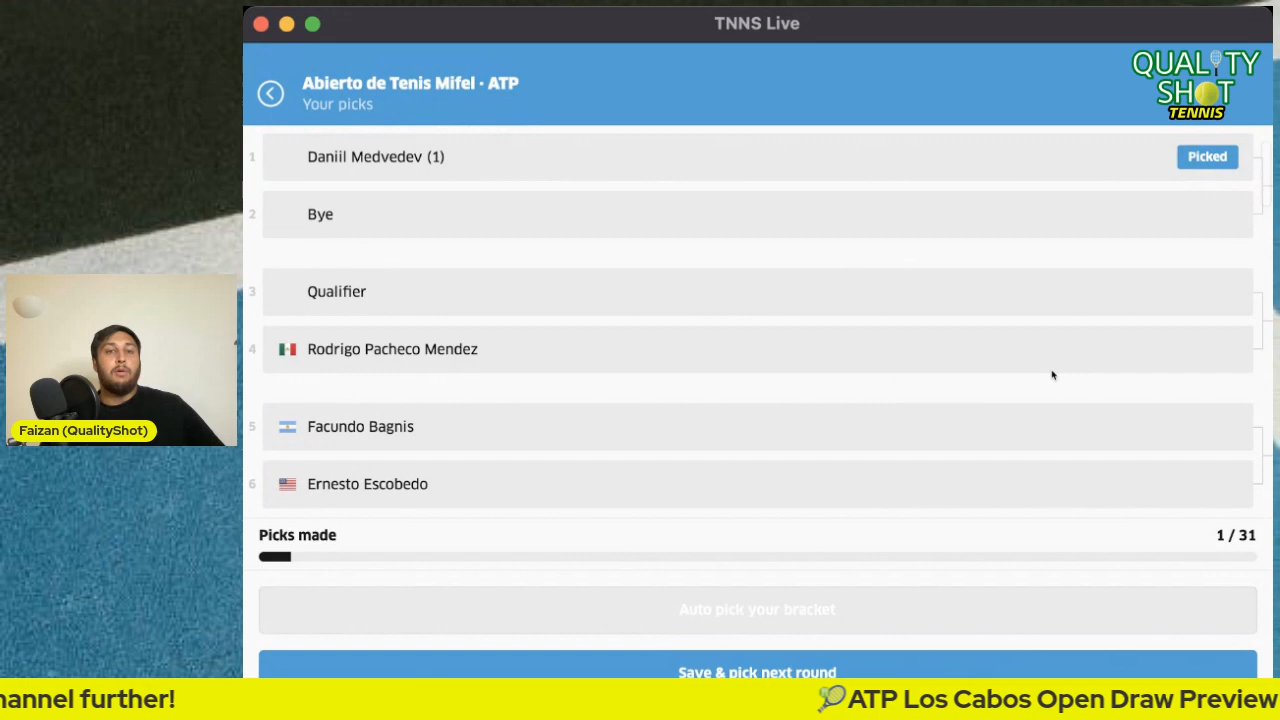 TNNS Live
Abierto de Tenis Mifel · ATP
Your picks
QUALITY
SHOT
TENNIS
1
Daniil Medvedev (1)
Picked
2
Bye
3
Qualifier
4
Rodrigo Pacheco Mendez
5
Facundo Bagnis
6
Ernesto Escobedo
Faizan (QualityShot)
Picks made
1 / 31
Auto pick your bracket
Save & pick next round
hannel further!
ATP Los Cabos Open Draw Preview